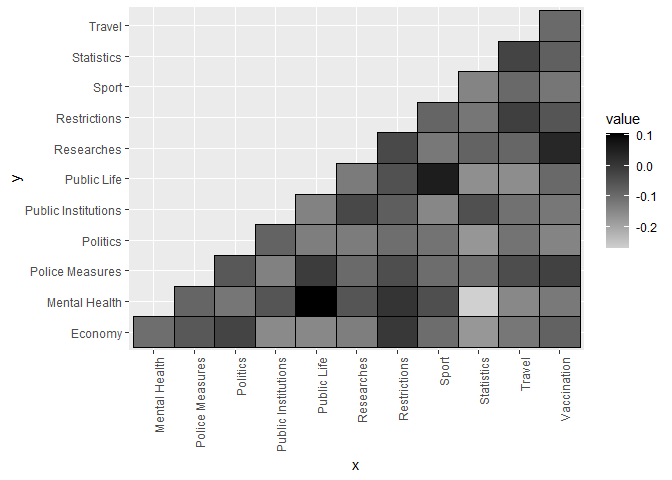 Travel
Statistics
Sport
Restrictions
Researches
Public Life
Public Institutions
Politics
Police Measures
Mental Health
Economy
y
Mental Health
Police Measures
Politics
Public Institutions
Public Life
Researches
Restrictions
Sport
Statistics
Travel
Vaccination
x
value
0.1
0.0
-0.1
-0.2